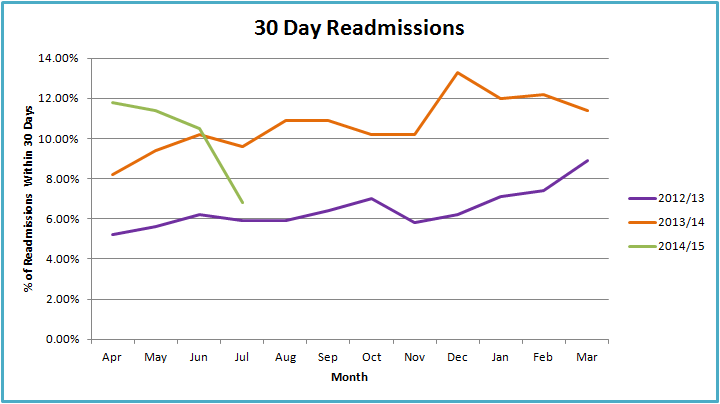 30 Day Readmissions
% of Readmissions Within 30 Days
14.00%
12.00%
10.00%
8.00%
6.00%
4.00%
2.00%
0.00%
Apr May Jun Jul Aug Sep Oct Nov Dec Jan Feb Mar
Month
2012/13
2013/14
2014/15